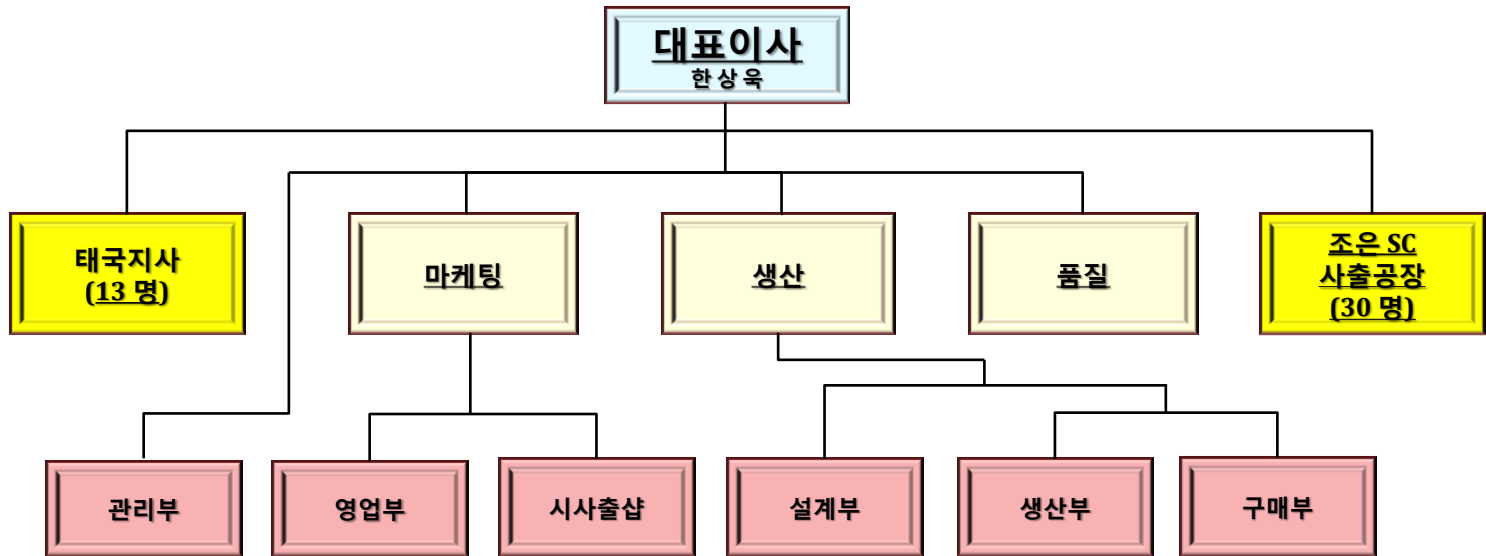 대표이사
한 상 욱
태국지사
(13 명)
마케팅
생산
품질
조은 SC
사출공장
(30 명)
관리부
영업부
시사출샵
설계부
생산부
구매부